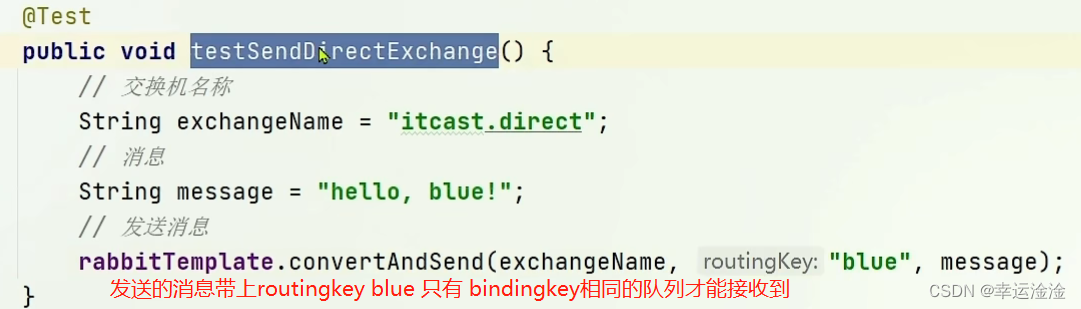 @Test
public void testSendDirectExchange() {
// 交换机名称
String exchangeName = "itcast.direct";
// 消息
String message = "hello, blue!";
// 发送消息
rabbitTemplate.convertAndSend(exchangeName, routingKey: "blue", message);
}
发送的消息带上routingkey blue 只有 bindingkey相同的队列才能接收到
CSDN @幸运淦淦